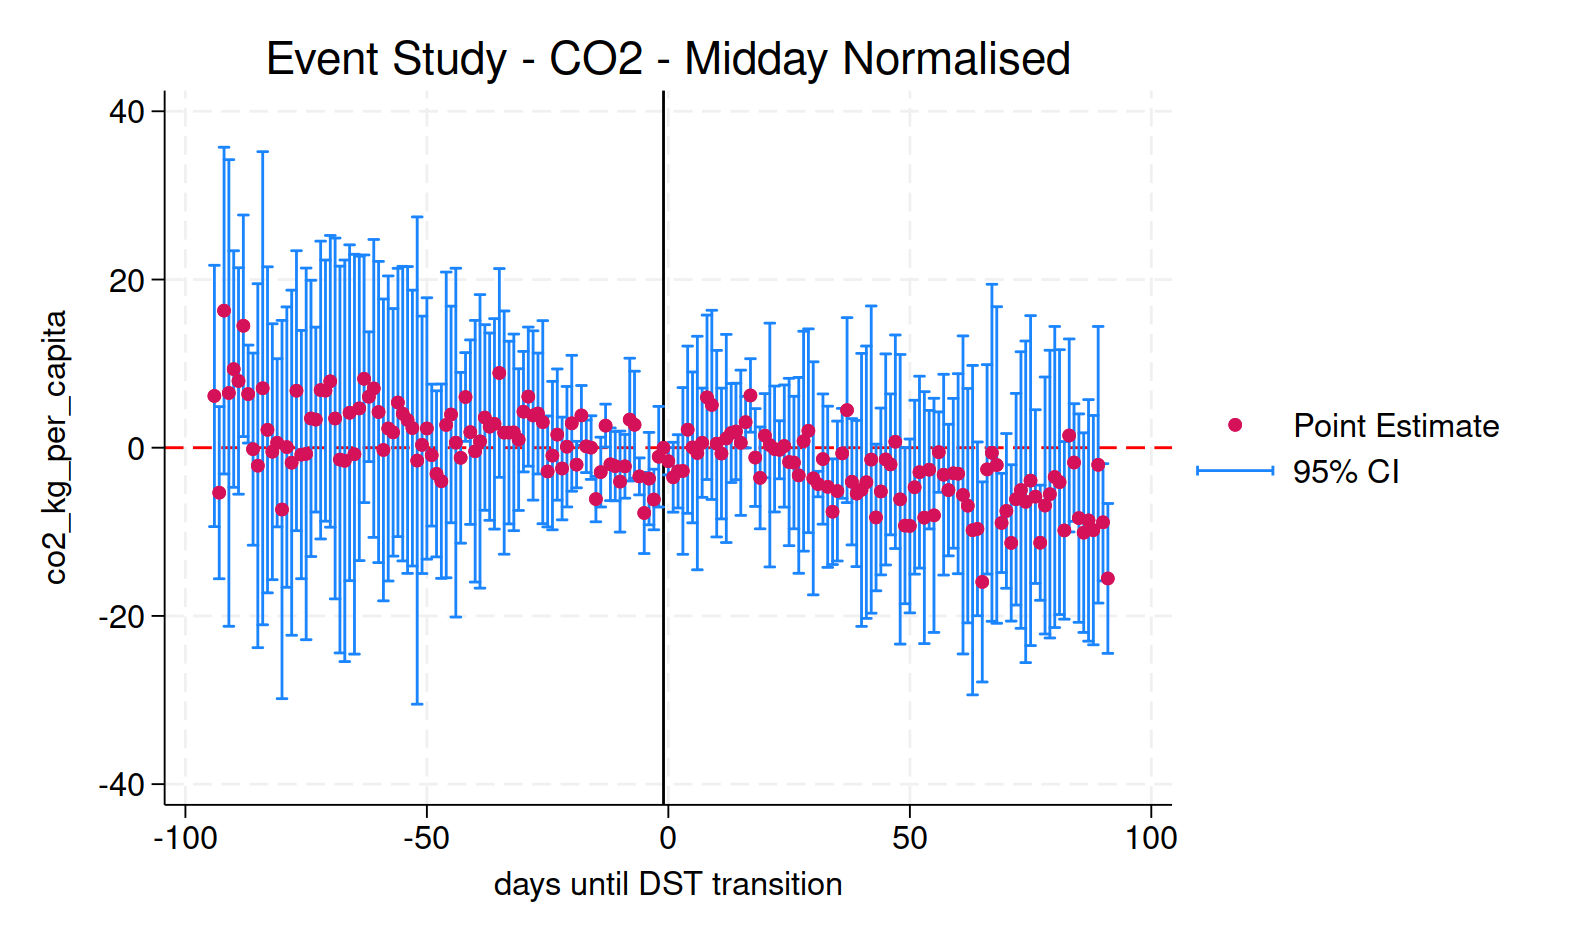 Event Study - CO2 - Midday Normalised
40
20
0
-20
-40
co2_kg_per_capita
-100
-50
0
50
100
days until DST transition
Point Estimate
95% CI